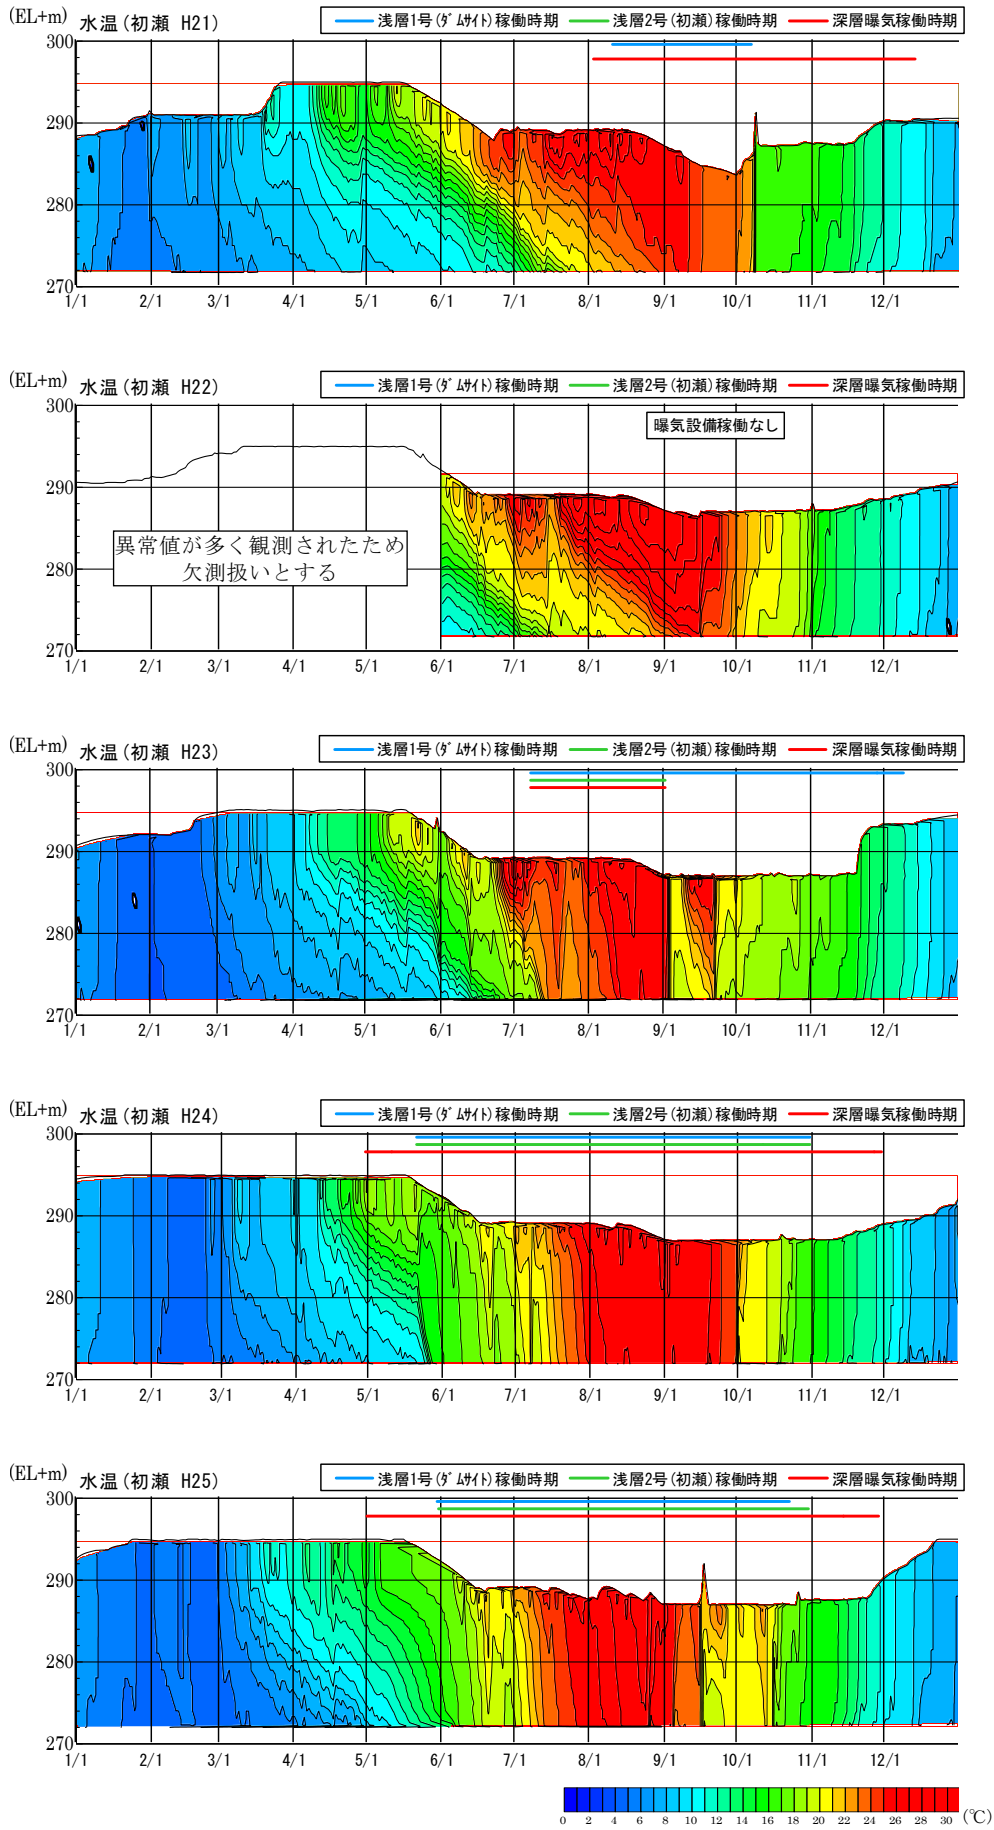 (EL+m) 水温(初瀬 H21) 浅層1号(ﾀﾞﾑｻｲﾄ)稼働時期 浅層2号(初瀬)稼働時期 深層曝気稼働時期
300
290
280
270
1/1 2/1 3/1 4/1 5/1 6/1 7/1 8/1 9/1 10/1 11/1 12/1
(EL+m) 水温(初瀬 H22) 浅層1号(ﾀﾞﾑｻｲﾄ)稼働時期 浅層2号(初瀬)稼働時期 深層曝気稼働時期
300
曝気設備稼働なし
290
異常値が多く観測されたため
欠測扱いとする
280
270
1/1 2/1 3/1 4/1 5/1 6/1 7/1 8/1 9/1 10/1 11/1 12/1
(EL+m) 水温(初瀬 H23) 浅層1号(ﾀﾞﾑｻｲﾄ)稼働時期 浅層2号(初瀬)稼働時期 深層曝気稼働時期
300
290
280
270
1/1 2/1 3/1 4/1 5/1 6/1 7/1 8/1 9/1 10/1 11/1 12/1
(EL+m) 水温(初瀬 H24) 浅層1号(ﾀﾞﾑｻｲﾄ)稼働時期 浅層2号(初瀬)稼働時期 深層曝気稼働時期
300
290
280
270
1/1 2/1 3/1 4/1 5/1 6/1 7/1 8/1 9/1 10/1 11/1 12/1
(EL+m) 水温(初瀬 H25) 浅層1号(ﾀﾞﾑｻｲﾄ)稼働時期 浅層2号(初瀬)稼働時期 深層曝気稼働時期
300
290
280
270
1/1 2/1 3/1 4/1 5/1 6/1 7/1 8/1 9/1 10/1 11/1 12/1
0 2 4 6 8 10 12 14 16 18 20 22 24 26 28 30 (℃)